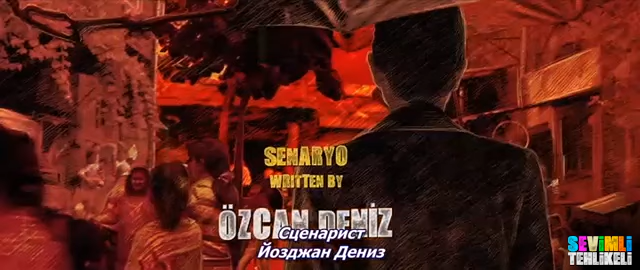 SENARYO
WRITTEN BY
ÖZCAN DENİZ
Сценарист
Йозджан Дениз
SEVİMLİ
TEHLİKELİ